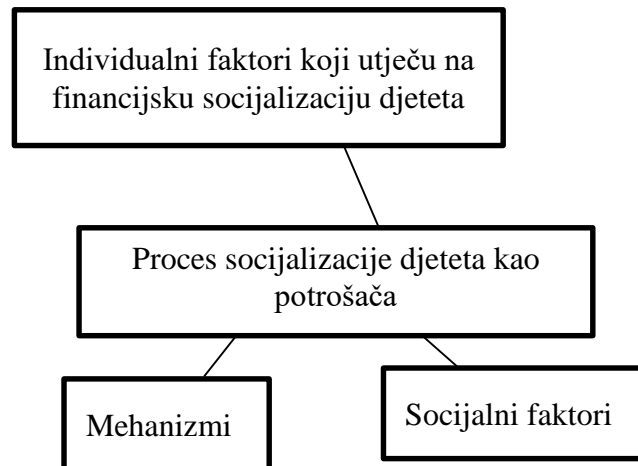 Individualni faktori koji utječu na
financijsku socijalizaciju djeteta
Proces socijalizacije djeteta kao
potrošača
Mehanizmi
Socijalni faktori